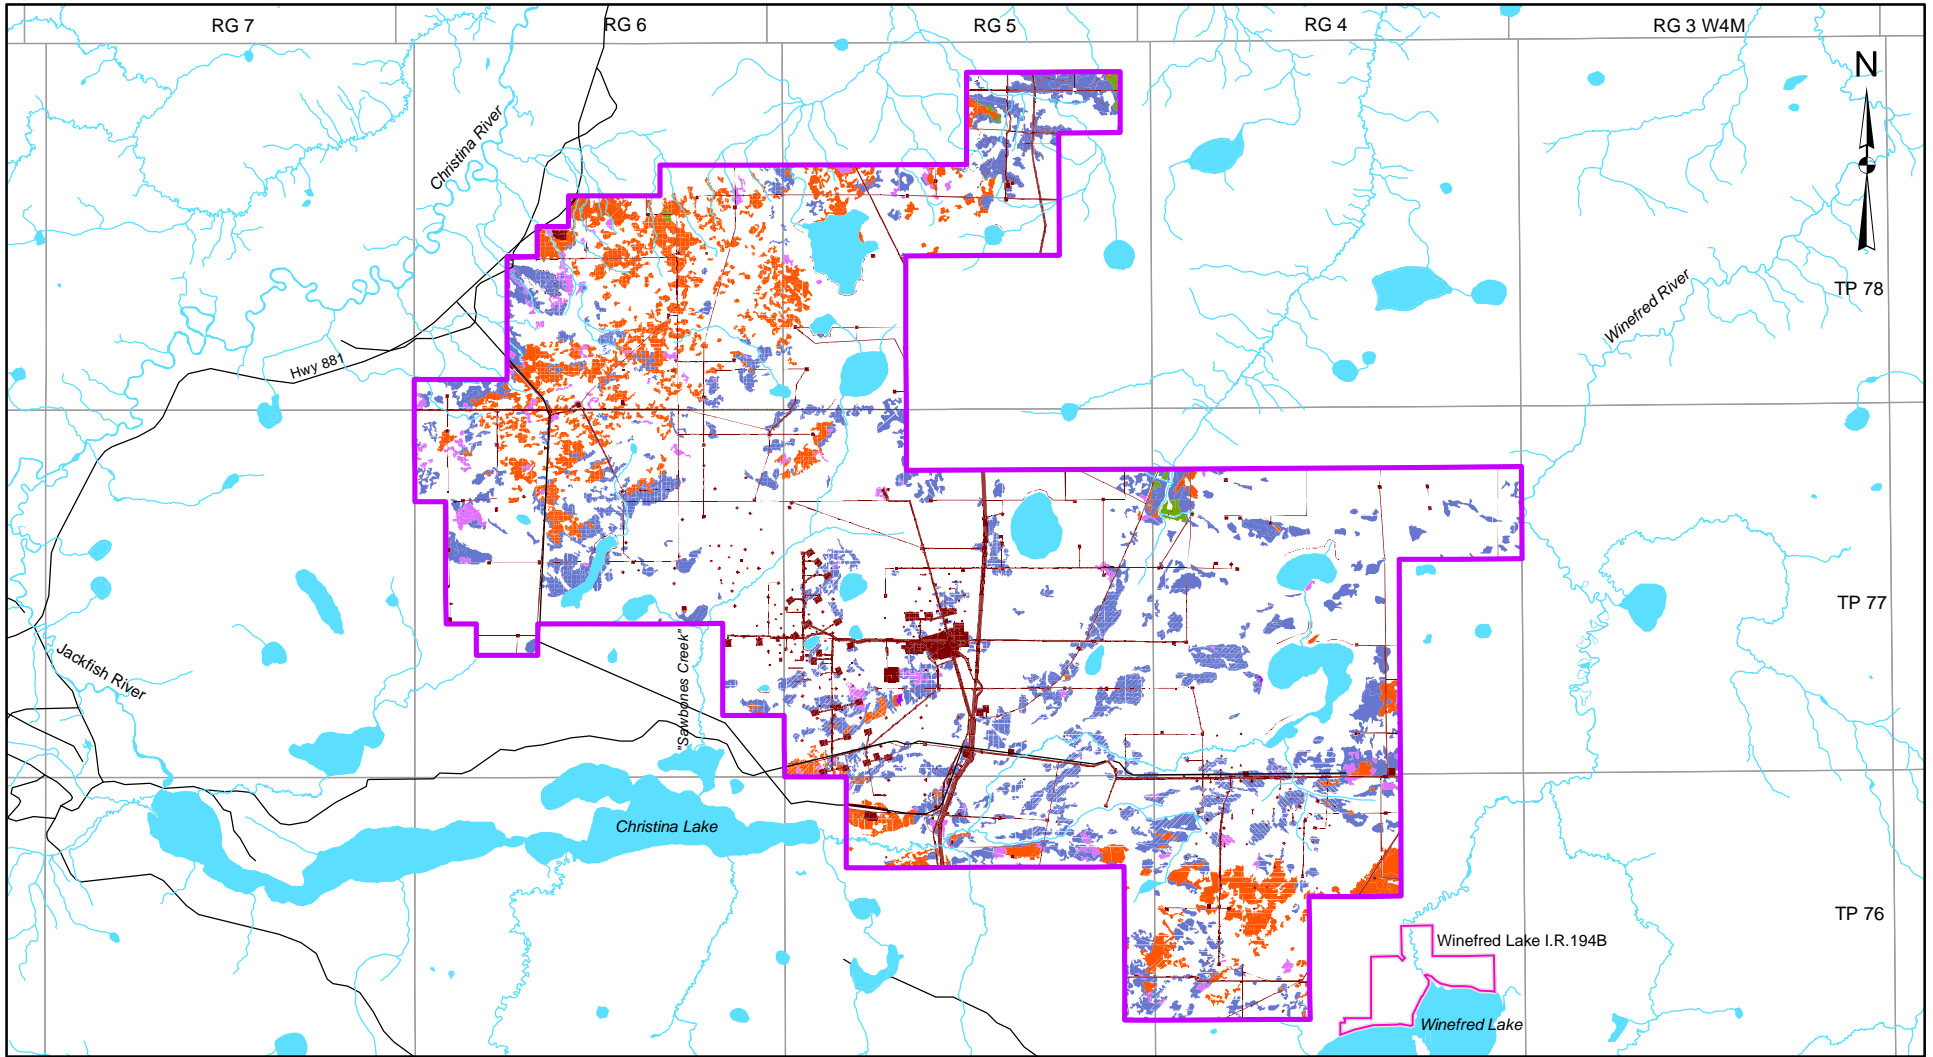 RG 7
RG 6
RG 5
RG 4
RG 3 W4M
N
Christina River
TP 78
Winefred River
Hwy 881
TP 77
"Sawbones Creek"
Jackfish River
Christina Lake
TP 76
Winefred Lake I.R.194B
Winefred Lake